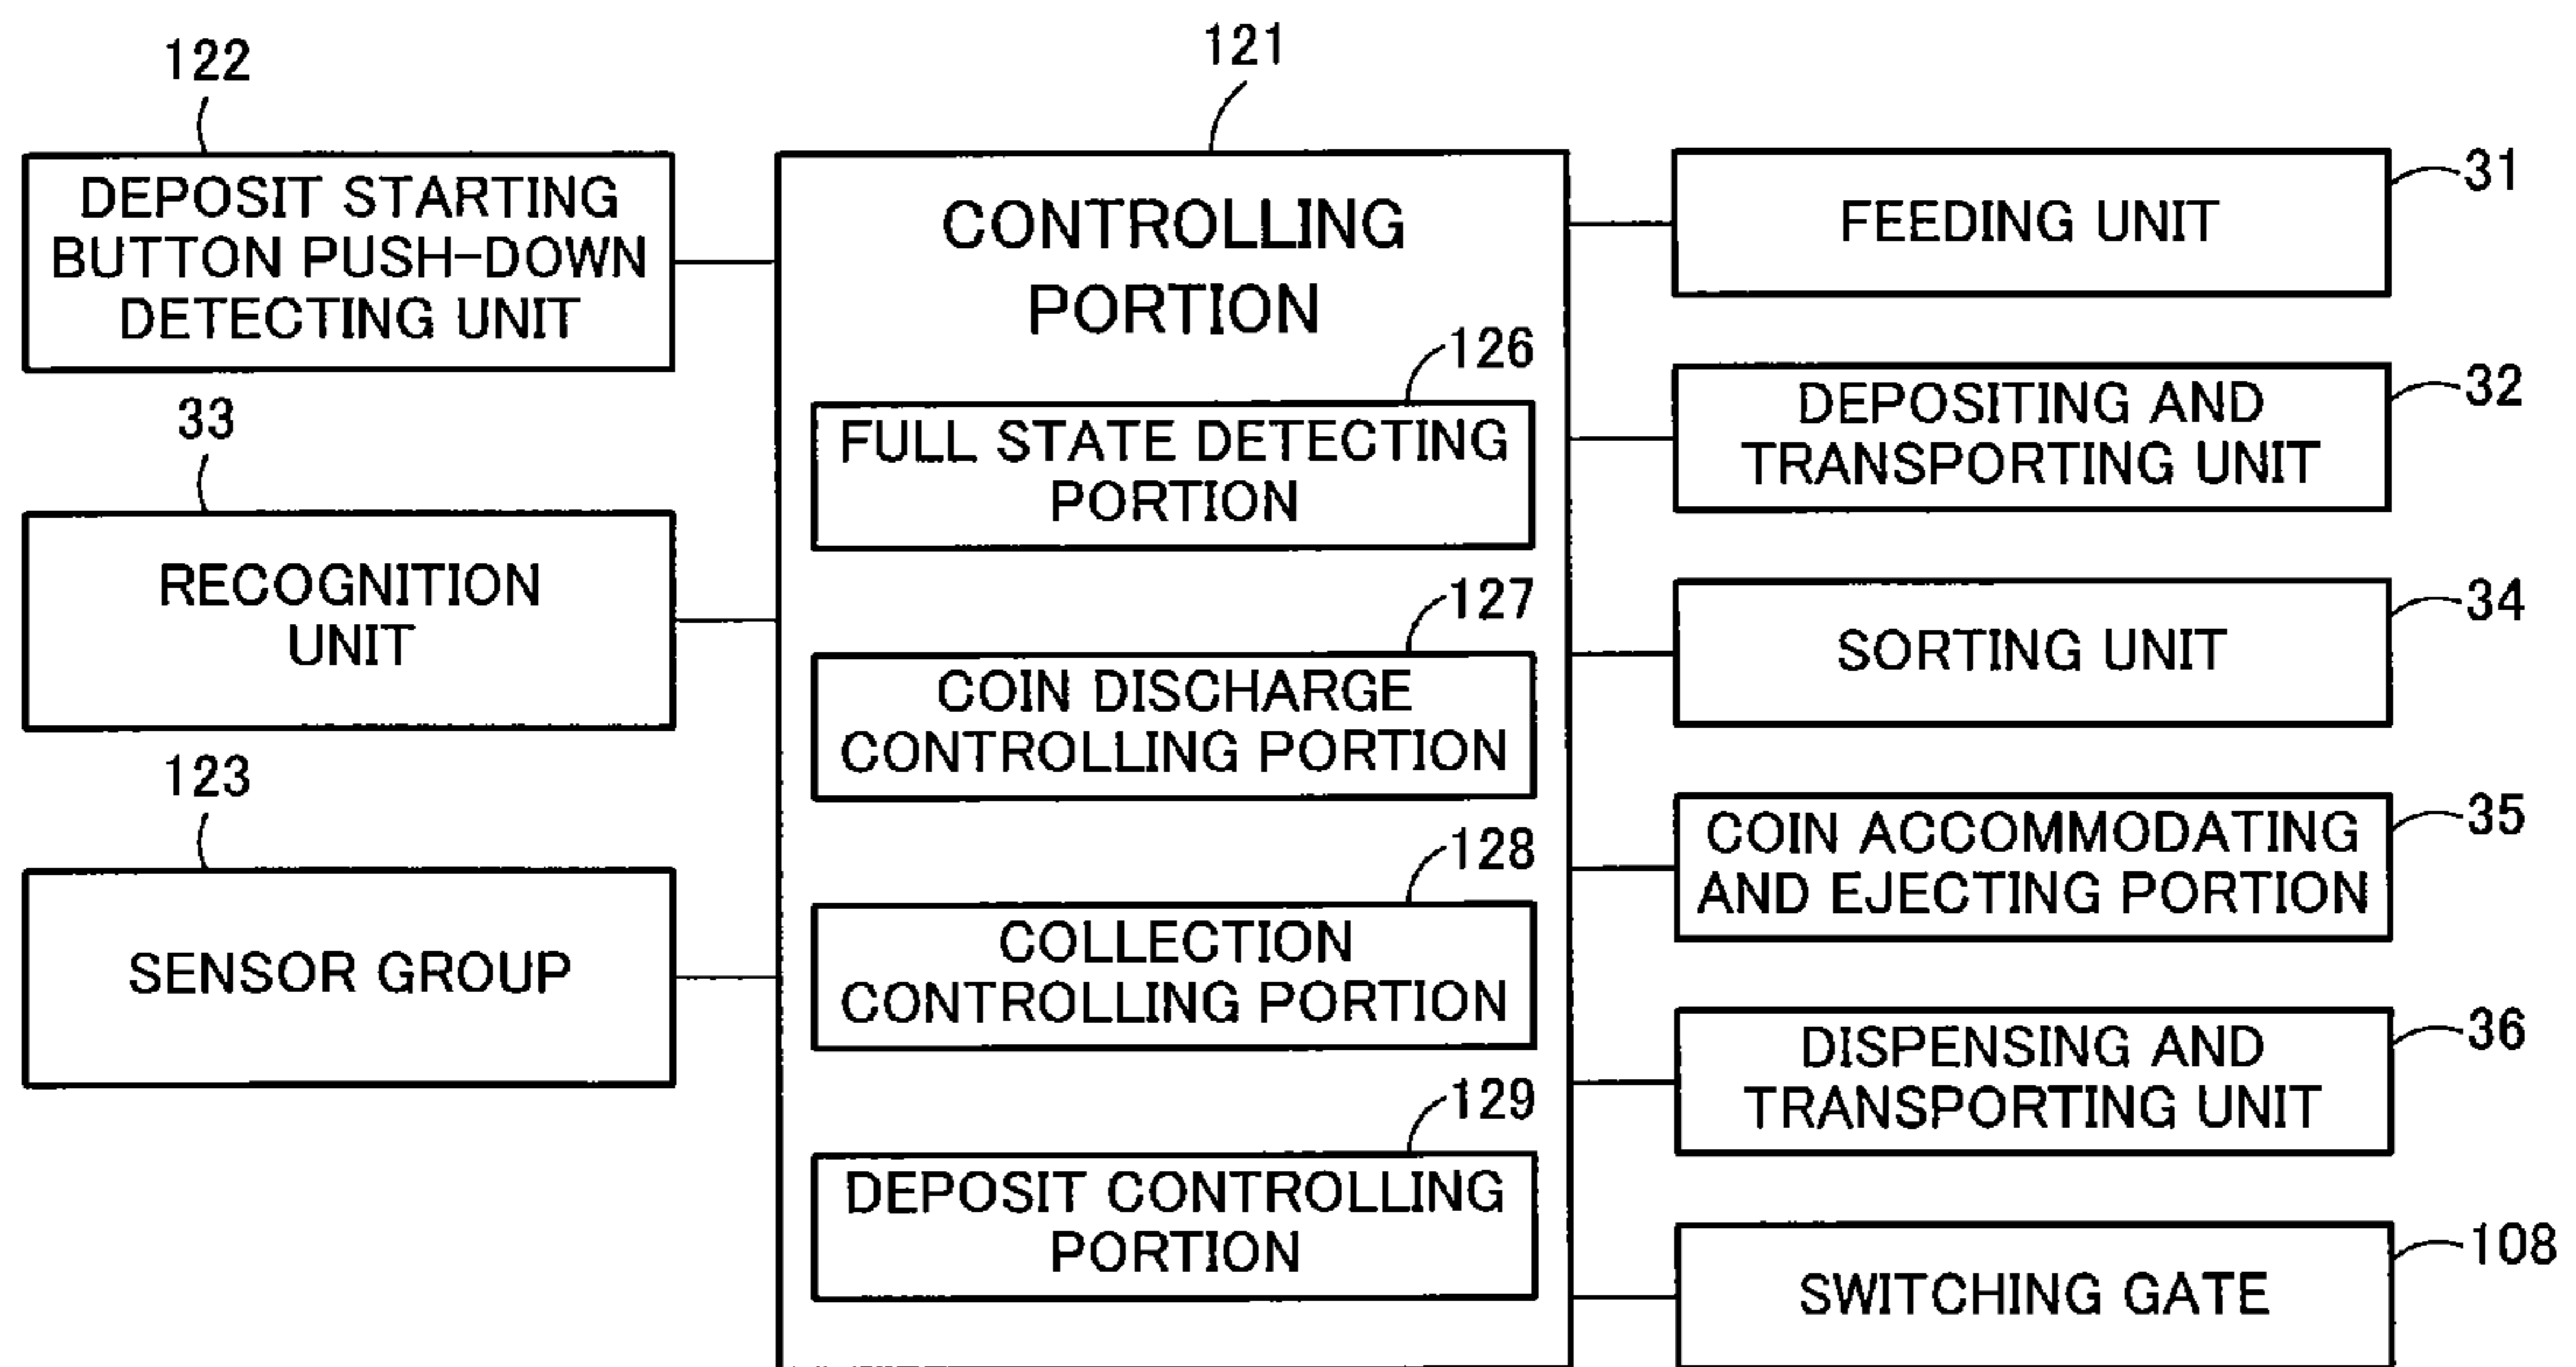 122
DEPOSIT STARTING
BUTTON PUSH-DOWN
DETECTING UNIT
33
RECOGNITION
UNIT
123
SENSOR GROUP
121
CONTROLLING
PORTION
126
FULL STATE DETECTING
PORTION
127
COIN DISCHARGE
CONTROLLING PORTION
128
COLLECTION
CONTROLLING PORTION
129
DEPOSIT CONTROLLING
PORTION
31
FEEDING UNIT
32
DEPOSITING AND
TRANSPORTING UNIT
34
SORTING UNIT
35
COIN ACCOMMODATING
AND EJECTING PORTION
36
DISPENSING AND
TRANSPORTING UNIT
108
SWITCHING GATE